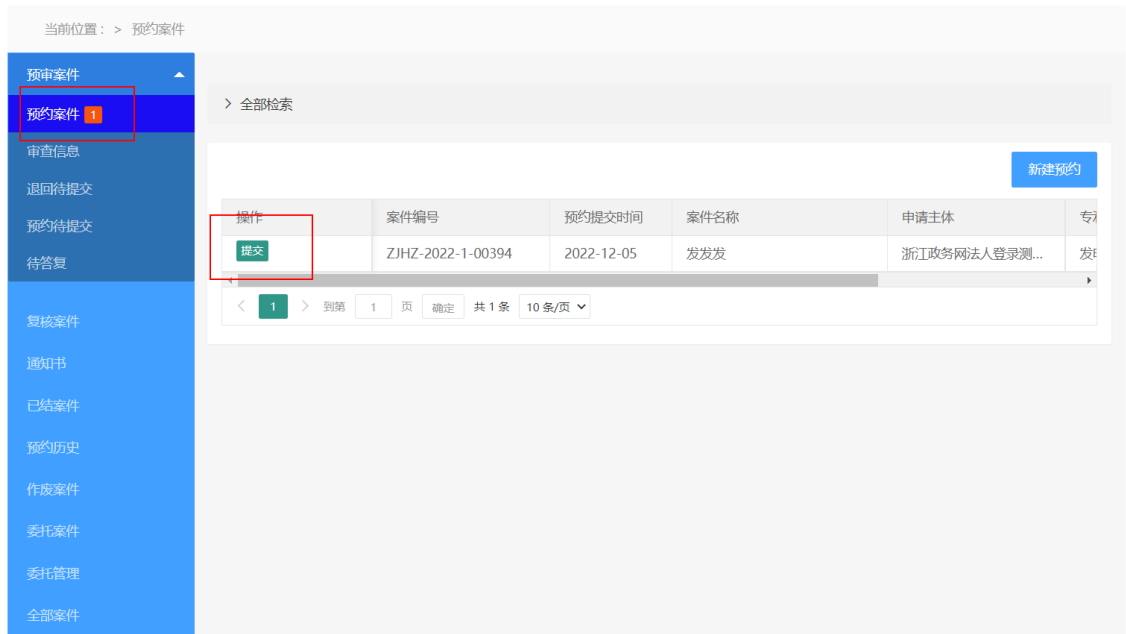 当前位置： > 预约案件
预审案件
预约案件 1
审查信息
退回待提交
预约待提交
待答复
复核案件
通知书
已结案件
预约历史
作废案件
委托案件
委托管理
全部案件
> 全部检索
新建预约
操作 案件编号 预约提交时间 案件名称 申请主体 专
提交 ZJHZ-2022-1-00394 2022-12-05 发发发 浙江政务网法人登录测... 发
< 1 > 到第 1 页 确定 共 1 条 10 条/页